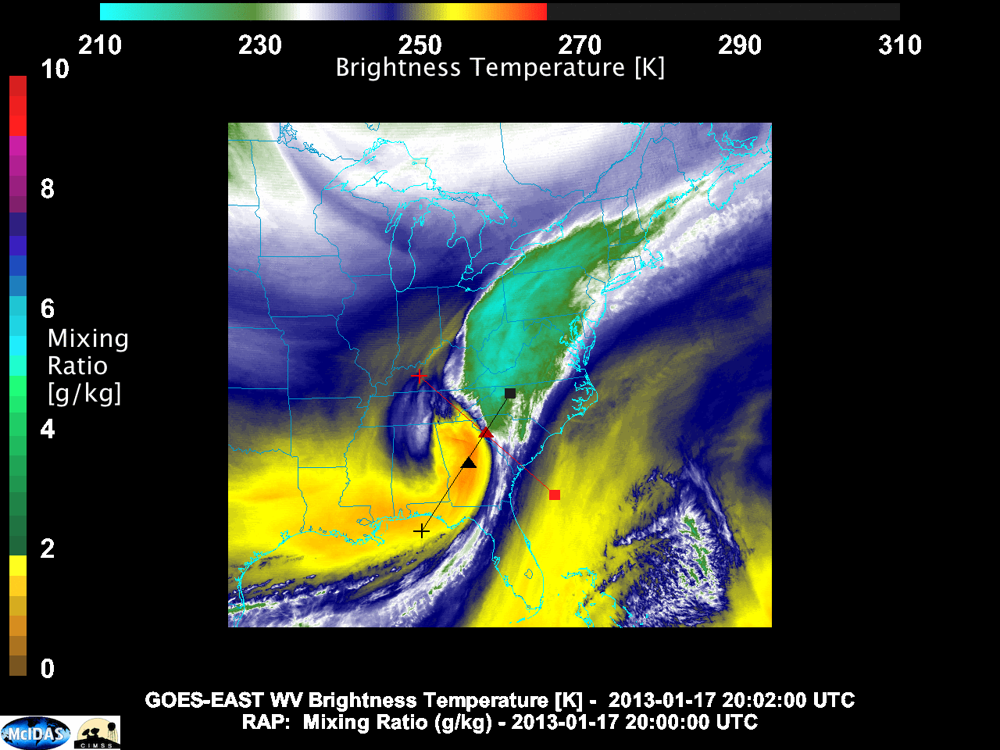 210 230 250 270 290 310
Brightness Temperature [K]
10
8
6
Mixing
Ratio
[g/kg]
4
2
0
GOES-EAST WV Brightness Temperature [K] - 2013-01-17 20:02:00 UTC
RAP: Mixing Ratio (g/kg) - 2013-01-17 20:00:00 UTC
McIDAS
CIMSS